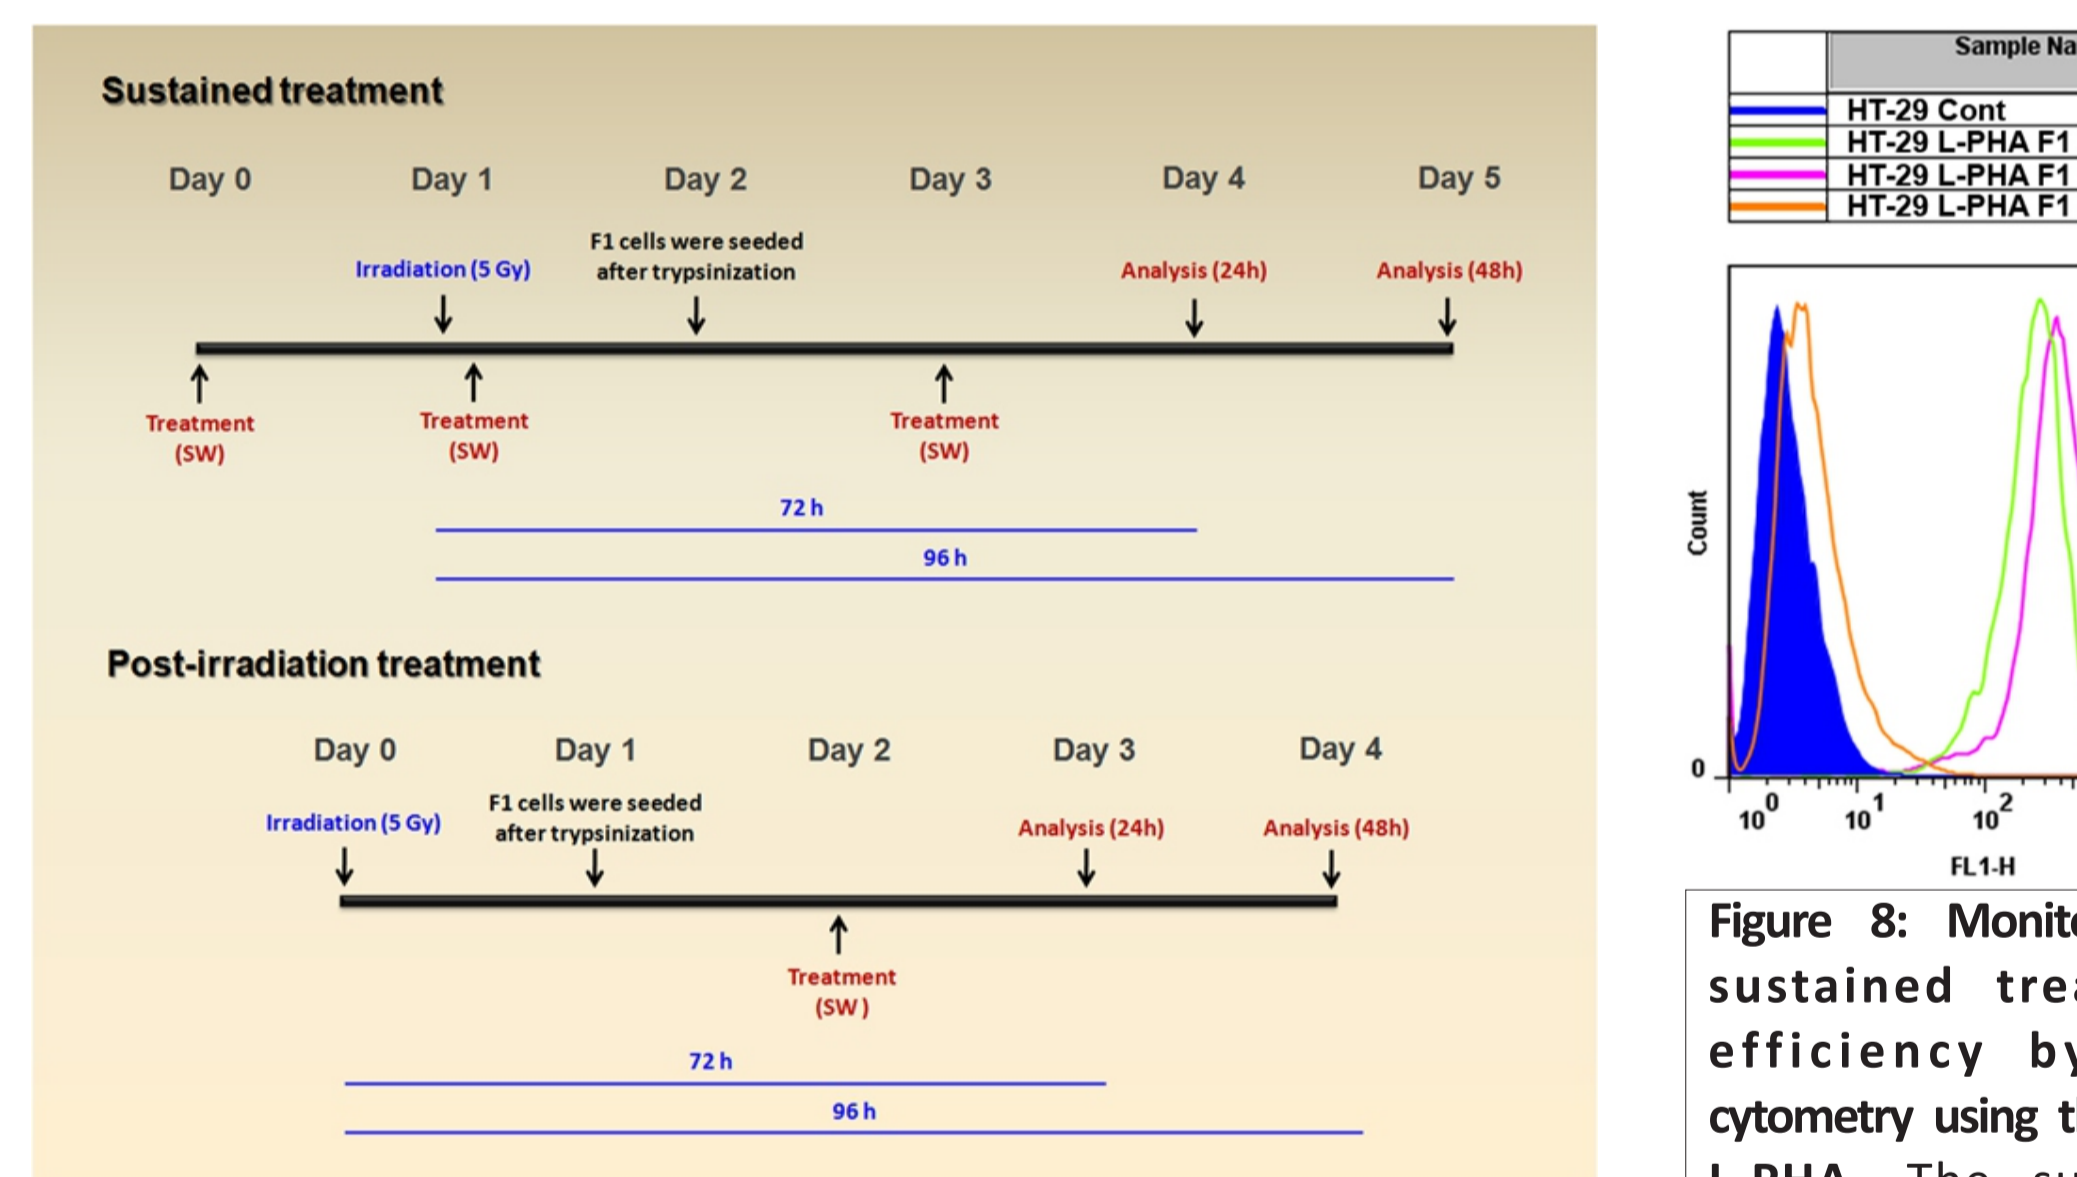 Sustained treatment
Day 0 Day 1 Day 2 Day 3 Day 4 Day 5
F1 cells were seeded
after trypsinization
Irradiation (5 Gy)
Analysis (24h)
Analysis (48h)
Treatment
(SW)
Treatment
(SW)
Treatment
(SW)
72 h
96 h
Post-irradiation treatment
Day 0 Day 1 Day 2 Day 3 Day 4
F1 cells were seeded
after trypsinization
Irradiation (5 Gy)
Analysis (24h)
Analysis (48h)
Treatment
(SW )
72 h
96 h
Sample
HT-29 Cont
HT-29 L-PHA F1
HT-29 L-PHA F1
HT-29 L-PHA F1
Count
0
10^0 10^1 10^2
FL1-H
Figure 8:
sustained
efficiency by
cytometry using
L-PHA. The